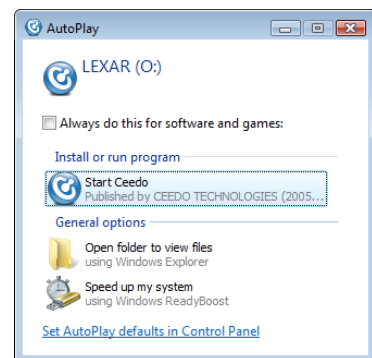 AutoPlay
LEXAR (O:)
Always do this for software and games:
Install or run program
Start Ceedo
Published by CEEDO TECHNOLOGIES (2005...
General options
Open folder to view files
using Windows Explorer
Speed up my system
using Windows ReadyBoost
Set AutoPlay defaults in Control Panel